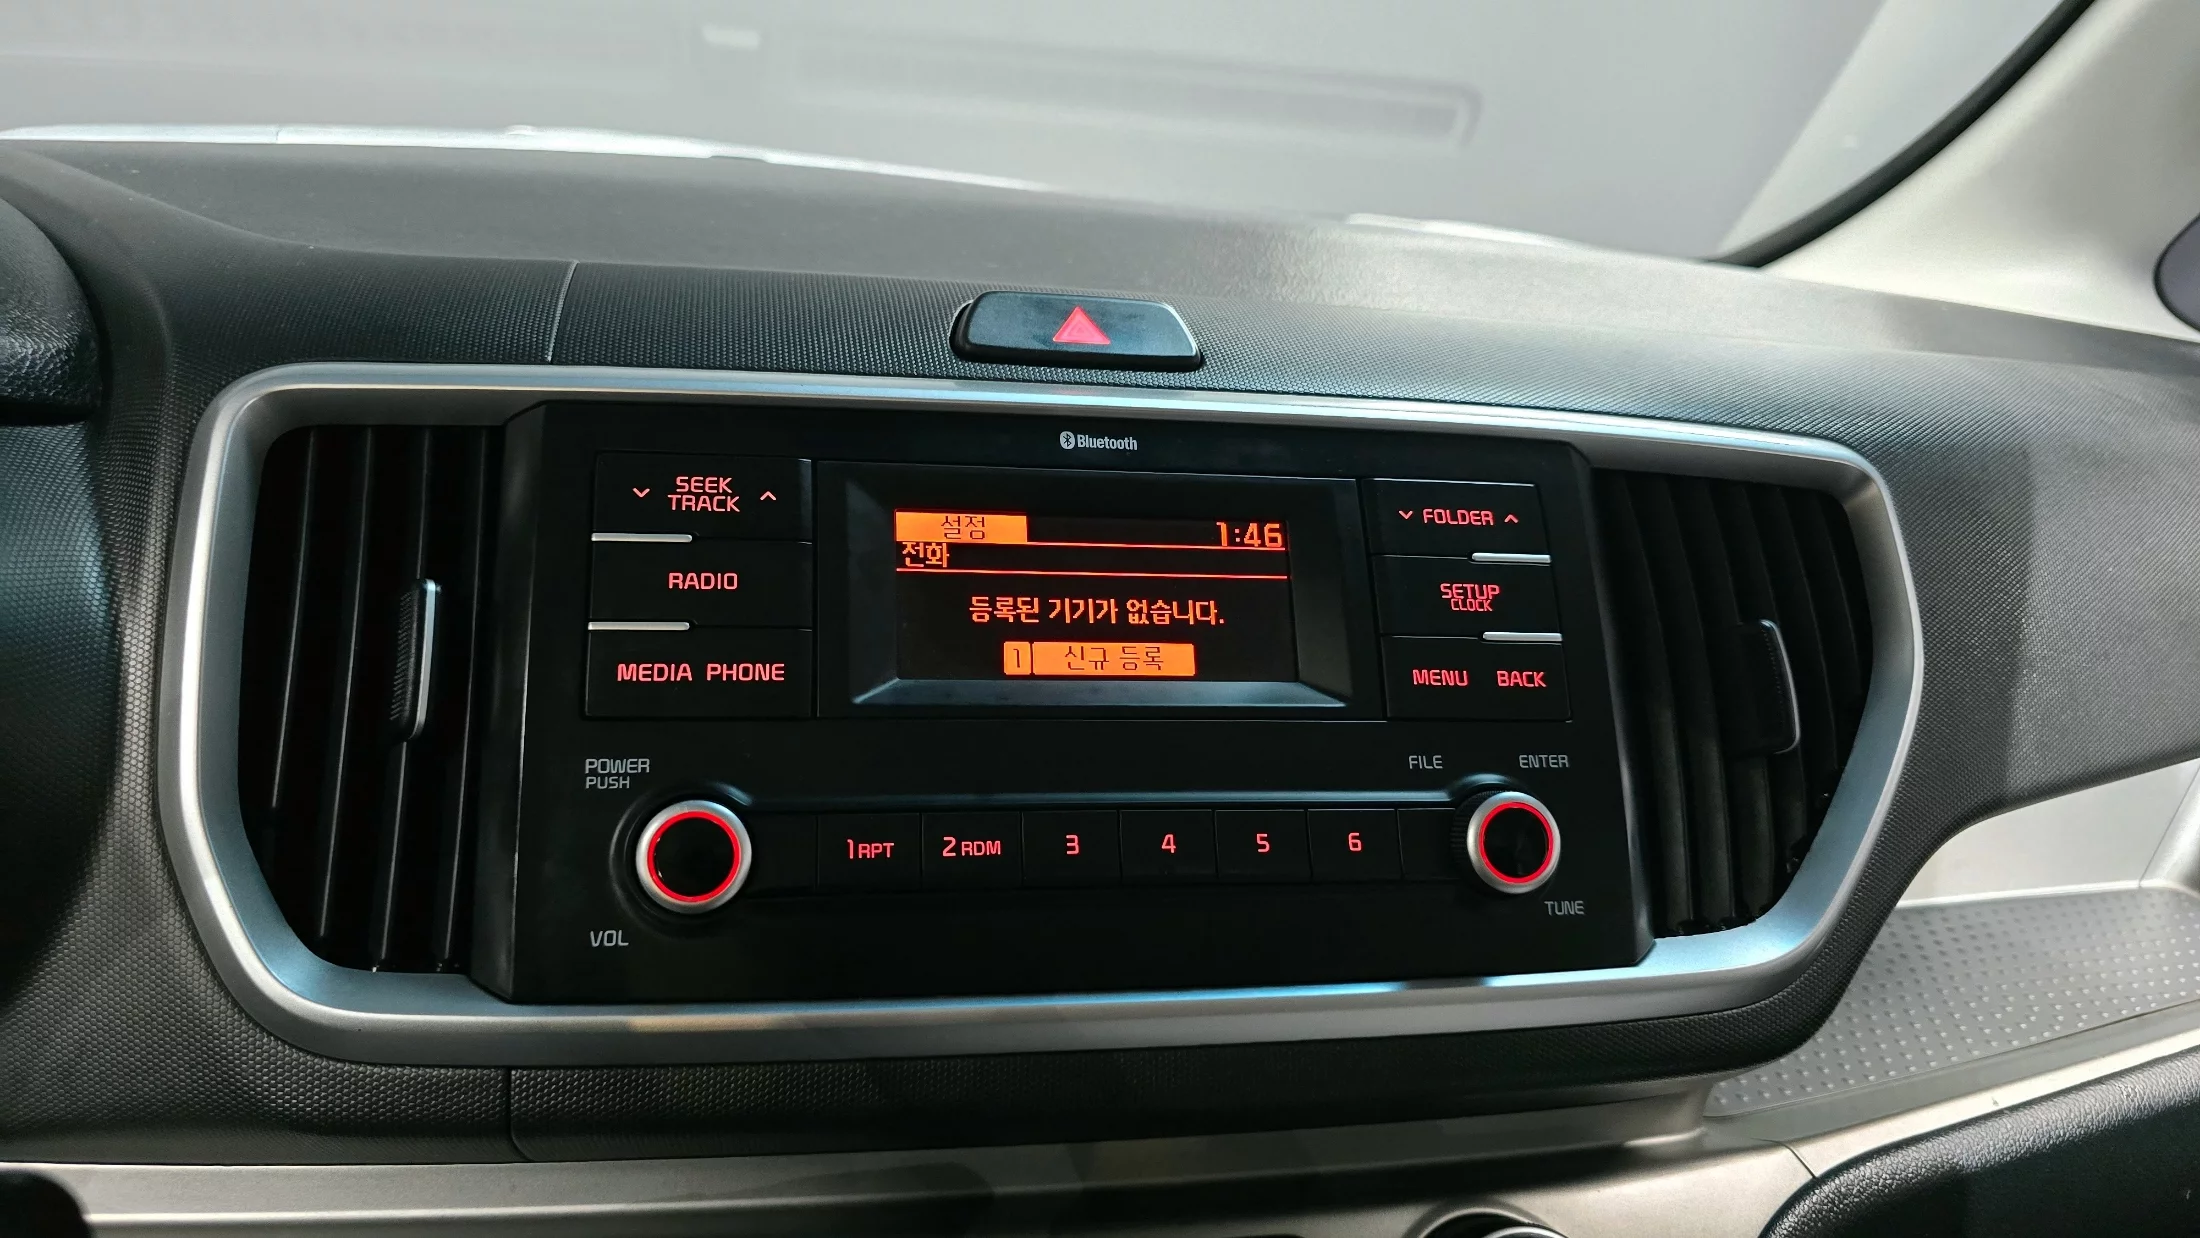 Bluetooth
SEEK
TRACK
RADIO
MEDIA PHONE
설정 1:46
전화
등록된 기기가 없습니다.
1 신규 등록
FOLDER
SETUP
CLOCK
MENU BACK
POWER
PUSH
VOL
1 RPT 2 RDM 3 4 5 6
FILE ENTER
TUNE